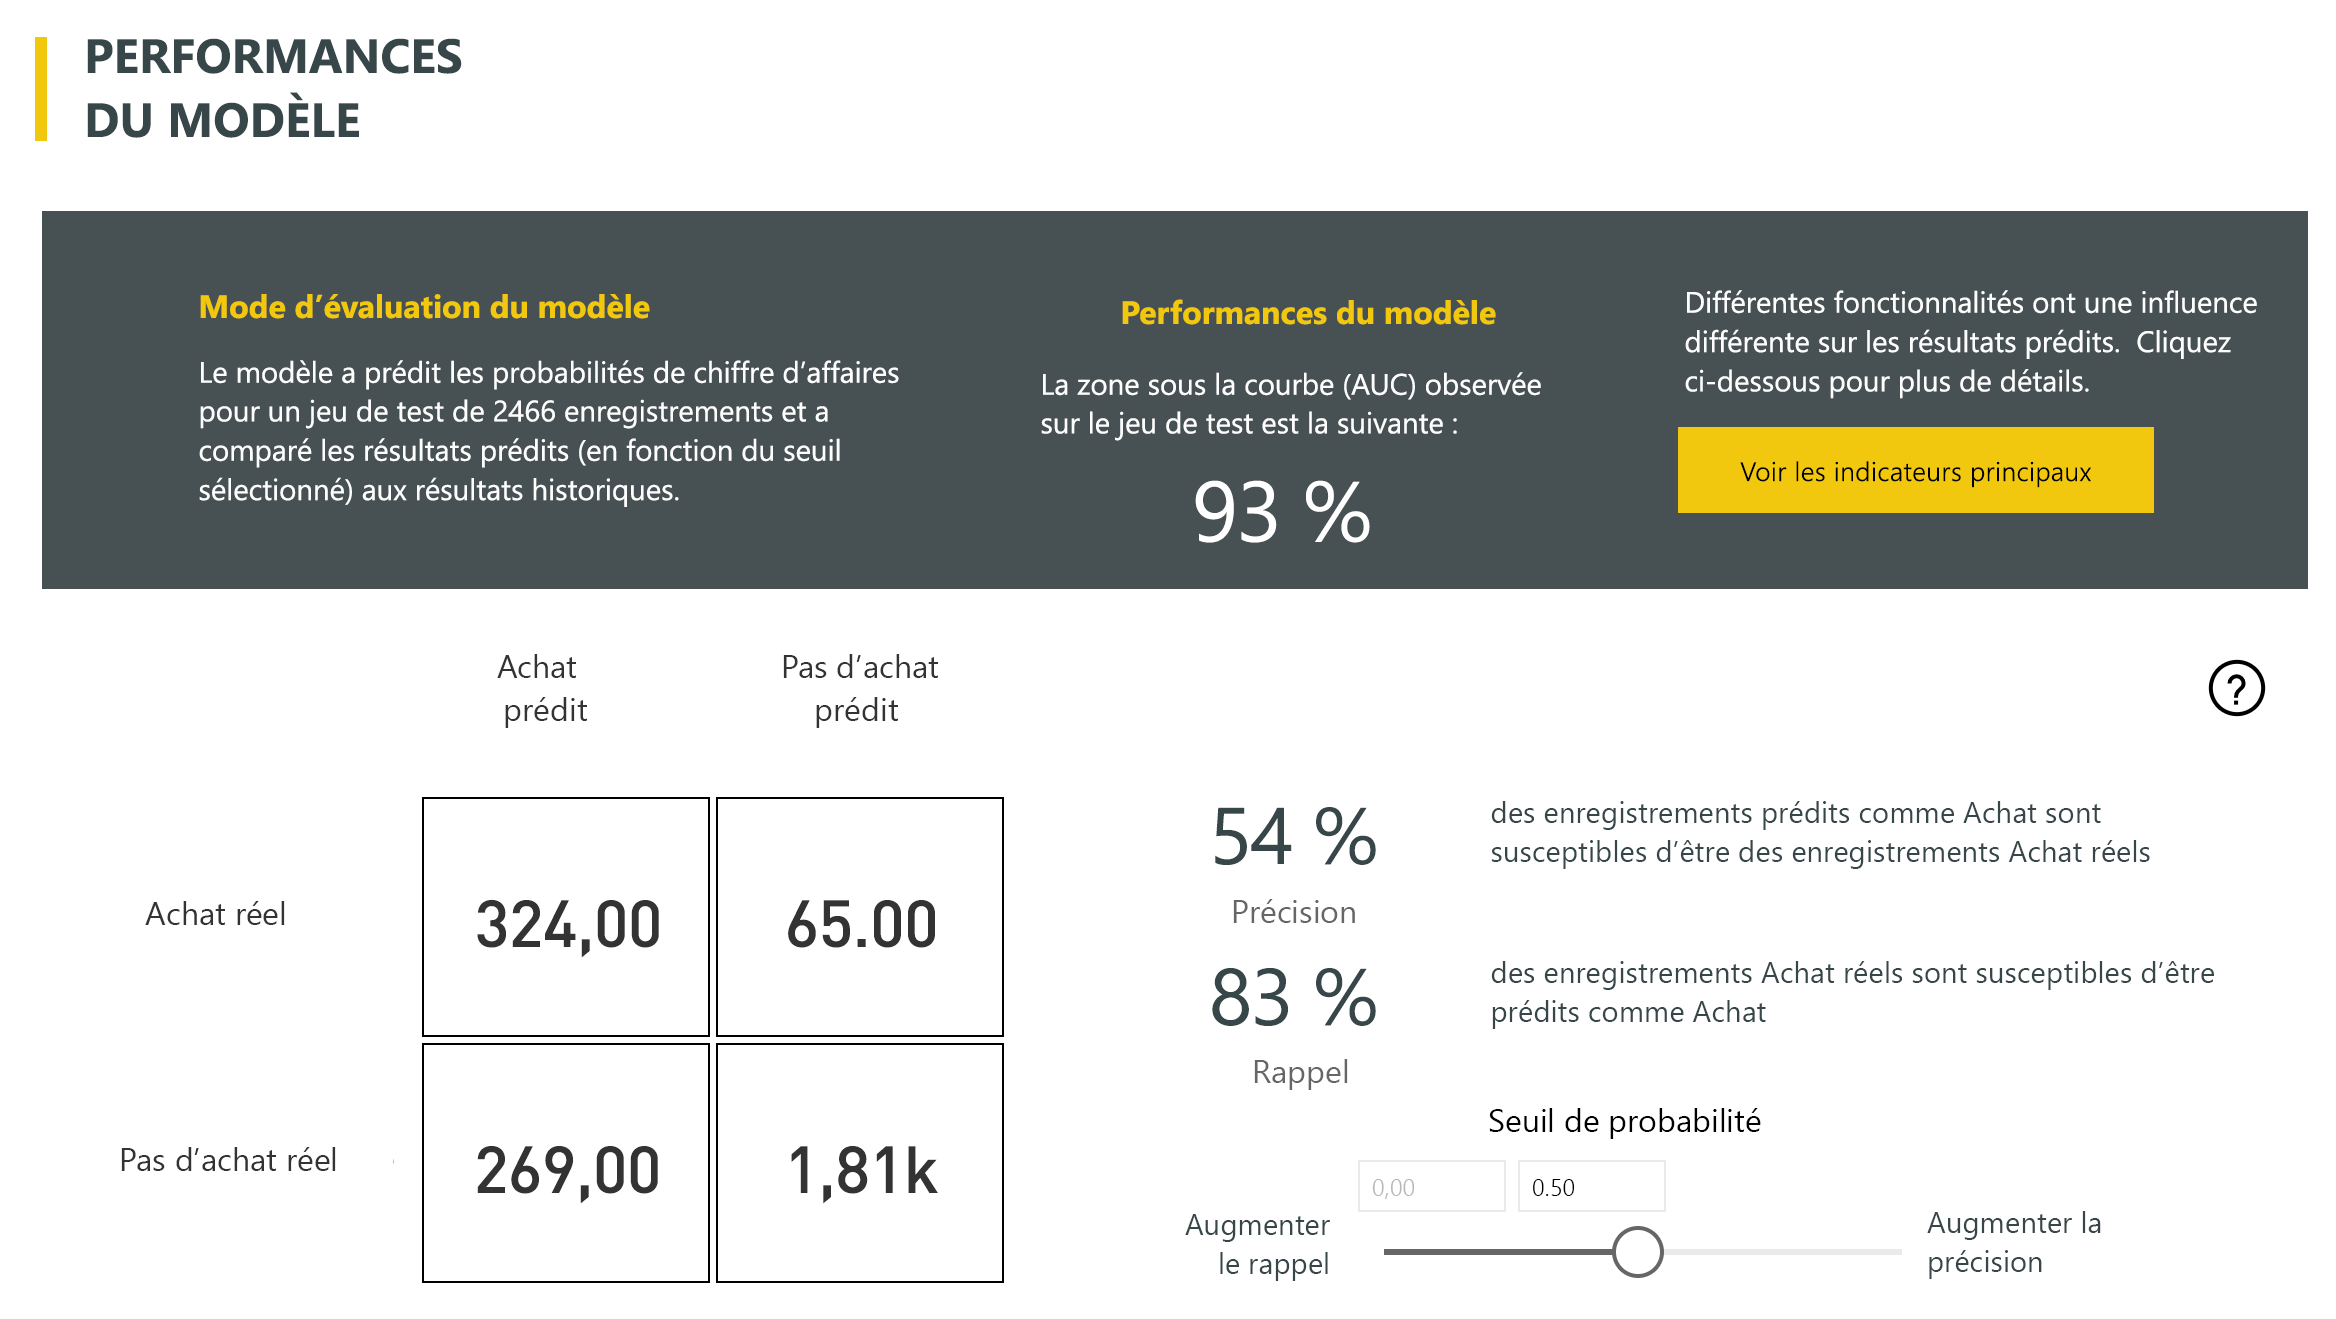 PERFORMANCES
DU MODÈLE
Mode d’évaluation du modèle
Le modèle a prédit les probabilités de chiffre d’affaires
pour un jeu de test de 2466 enregistrements et a
comparé les résultats prédits (en fonction du seuil
sélectionné) aux résultats historiques.
Performances du modèle
La zone sous la courbe (AUC) observée
sur le jeu de test est la suivante :
93 %
Différentes fonctionnalités ont une influence
différente sur les résultats prédits.  Cliquez
ci-dessous pour plus de détails.
Voir les indicateurs principaux
Achat
prédit
Pas d’achat
prédit
?
Achat réel
324,00
65.00
Pas d’achat réel
269,00
1,81k
54 %
Précision
des enregistrements prédits comme Achat sont
susceptibles d’être des enregistrements Achat réels
83 %
Rappel
des enregistrements Achat réels sont susceptibles d’être
prédits comme Achat
Seuil de probabilité
0,00
0.50
Augmenter
le rappel
Augmenter la
précision